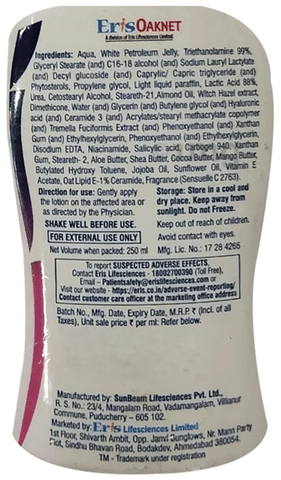 Eris OAKNET
A Division of Eris Lifesciences Limited
Ingredients: Aqua, White Petroleum Jelly, Triethanolamine 99%,
Glyceryl Stearate (and) C16-18 alcohol (and) Sodium Lauryl Lactylate
(and) Decyl glucoside (and) Caprylic/ Capric triglyceride (and)
Phytosterols, Propylene glycol, Light liquid paraffin, Lactic Acid 88%,
Urea, Cetostearyl Alcohol, Steareth-21, Almond Oil, Witch Hazel extract,
Dimethicone, Water (and) Glycerin (and) Butylene glycol (and) Hyaluronic
acid (and) Ceramide 3 (and) Acrylates/stearyl methacrylate copolymer
(and) Tremella Fuciformis Extract (and) Phenoxyethanol (and) Xanthan
Gum (and) Ethylhexylglycerin, Phenoxyethanol (and) Ethylhexylglycerin,
Disodium EDTA, Niacinamide, Salicylic acid, Carbogel 940, Xanthan
Gum, Steareth- 2, Aloe Butter, Shea Butter, Cocoa Butter, Mango Butter,
Butylated Hydroxy Toluene, Jojoba Oil, Sunflower Oil, Vitamin E
Acetate, Oat Lipid E-1% Ceramide, Fragrance (Sensuelle C 2763).
Direction for use: Gently apply
the lotion on the affected area or
as directed by the Physician.
SHAKE WELL BEFORE USE.
FOR EXTERNAL USE ONLY
Net Volume when packed: 250 ml
Storage: Store in a cool and
dry place. Keep away from
sunlight. Do not Freeze.
Keep out of reach of children.
Avoid contact with eyes.
Mfg. Lic. No.: 17 28 4266
To report SUSPECTED ADVERSE EFFECTS.
Contact Eris Lifesciences - 18002700390 (Toll Free),
Email – Patientsafety@erislifesciences.com or
Visit our website - https://eris.co.in/adverse-event-reporting/
Contact customer care officer at the marketing office address
Batch No., Mfg. Date, Expiry Date, M.R.P. ₹ (Incl. of all
Taxes), Unit sale price ₹ per ml: Refer below.
Manufactured by: SunBeam Lifesciences Pvt. Ltd.,
R. S. No.: 23/4, Mangalam Road, Vadamangalam, Villianur
Commune, Puducherry – 605 102.
Marketed by: Eris Lifesciences Limited
1st Floor, Shivarth Ambit, Opp. Jamd Bunglows, Nr. Mann Party
Plot, Sindhu Bhavan Road, Bodakdev, Ahmedabad 380054.
TM - Trademark under registration